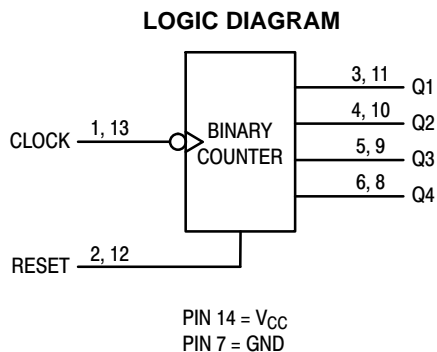 LOGIC DIAGRAM
3, 11
Q1
4, 10
Q2
CLOCK
1, 13
BINARY
COUNTER
5, 9
Q3
6, 8
Q4
RESET
2, 12
PIN 14 = VCC
PIN 7 = GND